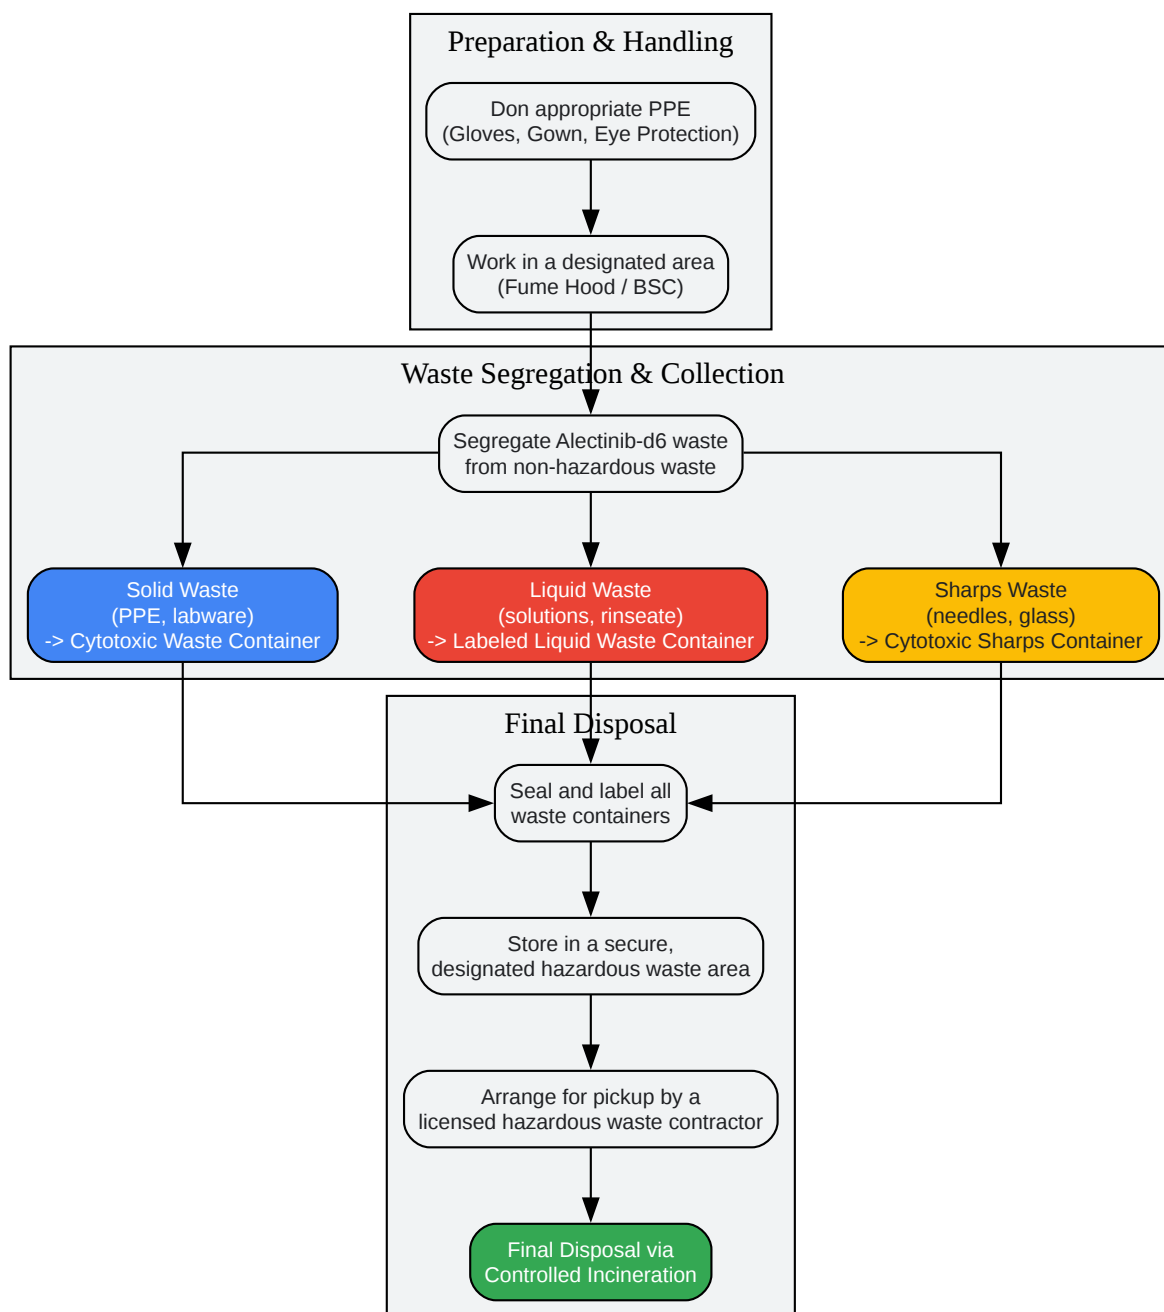 Preparation & Handling
Don appropriate PPE
(Gloves, Gown, Eye Protection)
Work in a designated area
(Fume Hood / BSC)
Waste Segregation & Collection
Segregate Alectinib-d6 waste
from non-hazardous waste
Solid Waste
(PPE, labware)
-> Cytotoxic Waste Container
Liquid Waste
(solutions, rinseate)
-> Labeled Liquid Waste Container
Sharps Waste
(needles, glass)
-> Cytotoxic Sharps Container
Final Disposal
Seal and label all
waste containers
Store in a secure,
designated hazardous waste area
Arrange for pickup by a
licensed hazardous waste contractor
Final Disposal via
Controlled Incineration